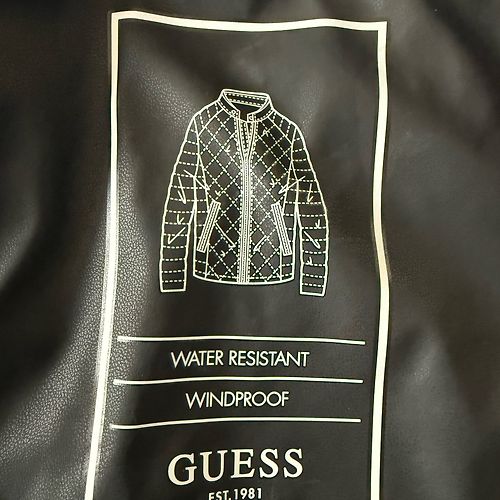 WATER RESISTANT
WINDPROOF
GUESS
EST.1981